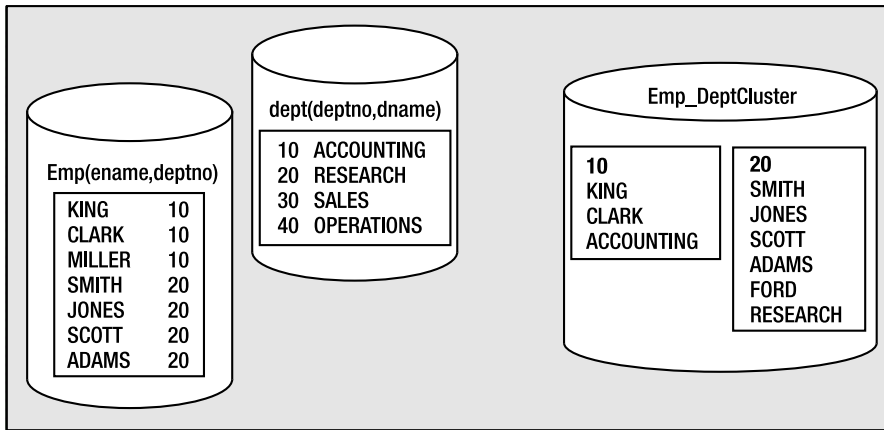 Emp(ename,deptno)
KING 10
CLARK 10
MILLER 10
SMITH 20
JONES 20
SCOTT 20
ADAMS 20
dept(deptno,dname)
10 ACCOUNTING
20 RESEARCH
30 SALES
40 OPERATIONS
Emp_DeptCluster
10
KING
CLARK
ACCOUNTING
20
SMITH
JONES
SCOTT
ADAMS
FORD
RESEARCH